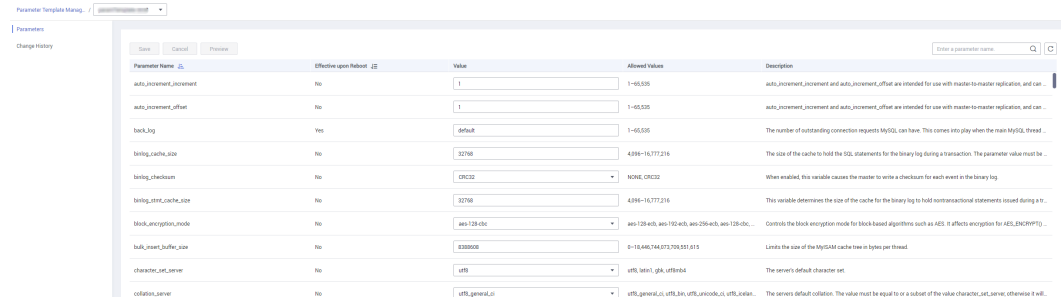 Parameter Template Manag... /
Parameters
Change History
Save Cancel Preview Enter a parameter name.
Parameter Name Effective upon Reboot Value Allowed Values Description
auto_increment_increment No 1 1–65,535 auto_increment_increment and auto_increment_offset are intended for use with master-to-master replication, and can ...
auto_increment_offset No 1 1–65,535 auto_increment_increment and auto_increment_offset are intended for use with master-to-master replication, and can ...
back_log Yes default 1–65,535 The number of outstanding connection requests MySQL can have. This comes into play when the main MySQL thread ...
binlog_cache_size No 32768 4,096–16,777,216 The size of the cache to hold the SQL statements for the binary log during a transaction. The parameter value must be ...
binlog_checksum No CRC32 NONE, CRC32 When enabled, this variable causes the master to write a checksum for each event in the binary log.
binlog_stmt_cache_size No 32768 4,096–16,777,216 This variable determines the size of the cache for the binary log to hold nontransactional statements issued during a tr...
block_encryption_mode No aes-128-cbc aes-128-ecb, aes-192-ecb, aes-256-ecb, aes-128-cbc,... Controls the block encryption mode for block-based algorithms such as AES. It affects encryption for AES_ENCRYPT() ...
bulk_insert_buffer_size No 8388608 0–18,446,744,073,709,551,615 Limits the size of the MyISAM cache tree in bytes per thread.
character_set_server No utf8 utf8, latin1, gbk, utf8mb4 The server's default character set.
collation_server No utf8_general_ci utf8_general_ci, utf8_bin, utf8_unicode_ci, utf8_icelan... The servers default collation. The value must be equal to or a subset of the value character_set_server, otherwise it will...